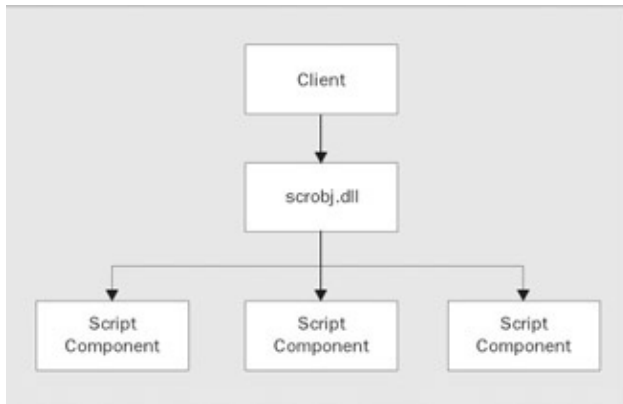 Client
scrobj.dll
Script
Component
Script
Component
Script
Component